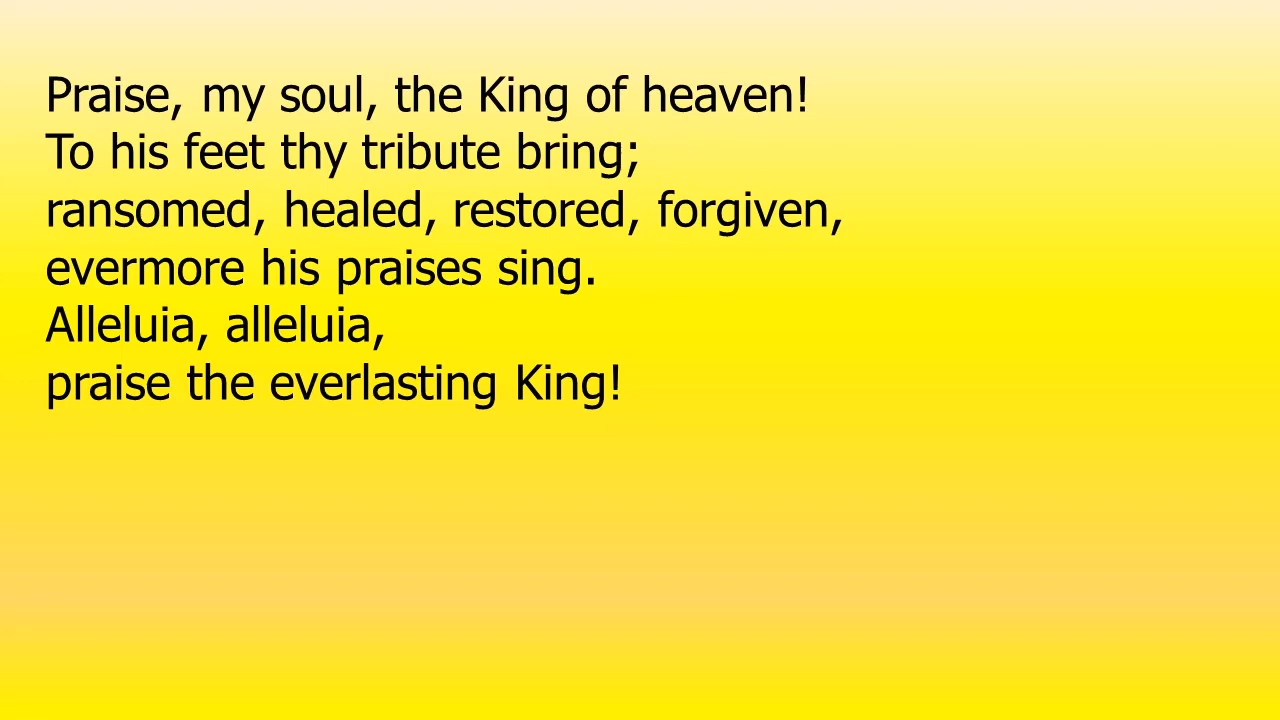 Praise, my soul, the King of heaven!
To his feet thy tribute bring;
ransomed, healed, restored, forgiven,
evermore his praises sing.
Alleluia, alleluia,
praise the everlasting King!